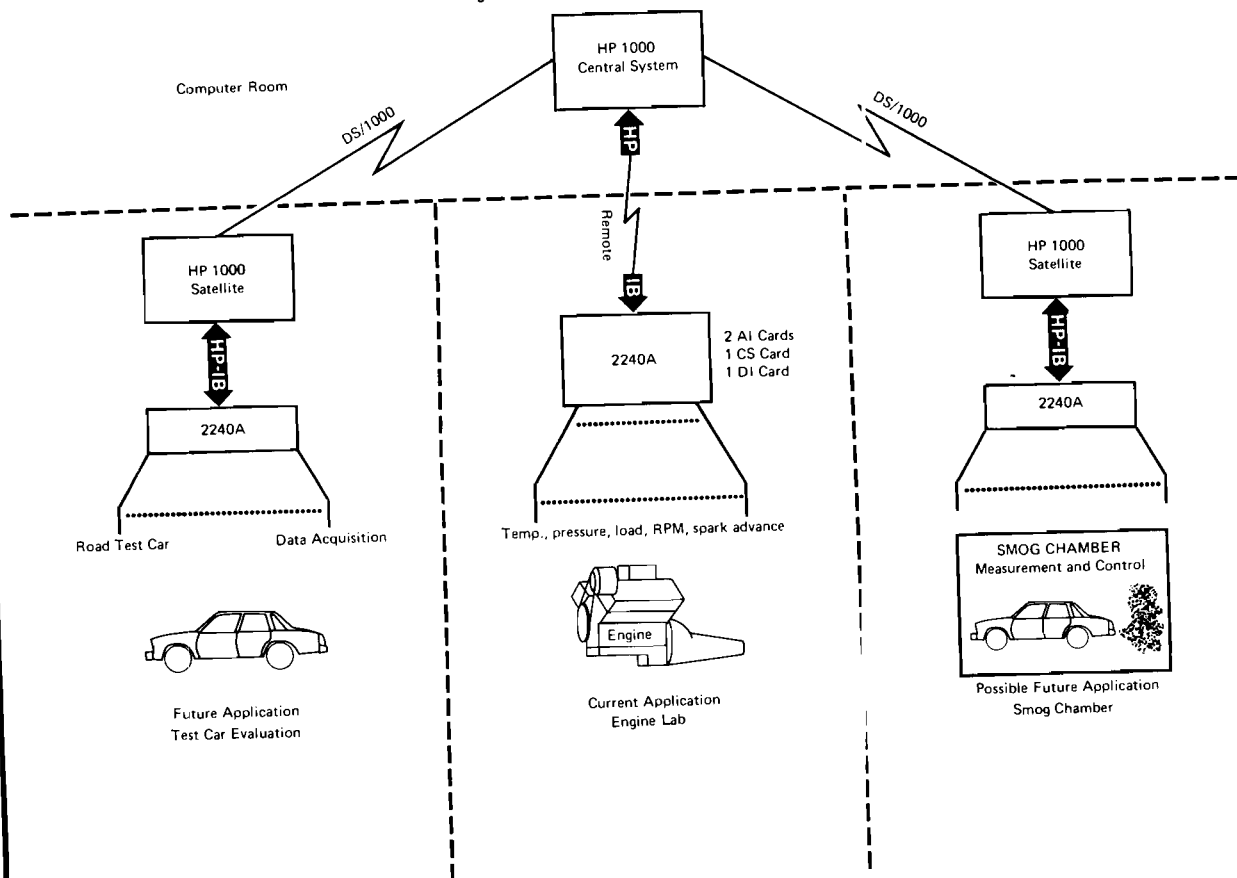 HP 1000
Central System
Computer Room
DS/1000
DS/1000
HP
Remote
IB
HP 1000
Satellite
HP-IB
2240A
Road Test Car
Data Acquisition
Future Application
Test Car Evaluation
2240A
2 AI Cards
1 CS Card
1 DI Card
Temp., pressure, load, RPM, spark advance
Engine
Current Application
Engine Lab
HP 1000
Satellite
HP-IB
2240A
SMOG CHAMBER
Measurement and Control
Possible Future Application
Smog Chamber